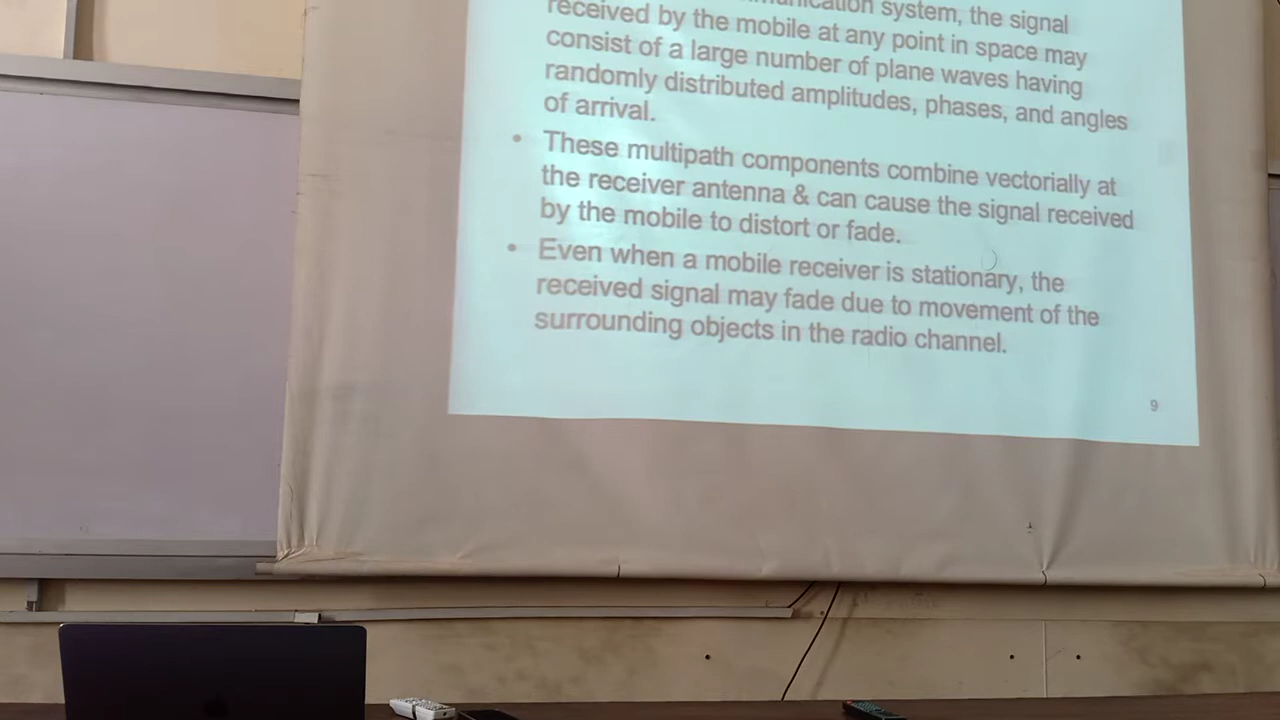 system, the signal
received by the mobile at any point in space may
consist of a large number of plane waves having
randomly distributed amplitudes, phases, and angles
of arrival.
• These multipath components combine vectorially at
the receiver antenna & can cause the signal received
by the mobile to distort or fade.
• Even when a mobile receiver is stationary, the
received signal may fade due to movement of the
surrounding objects in the radio channel.
9